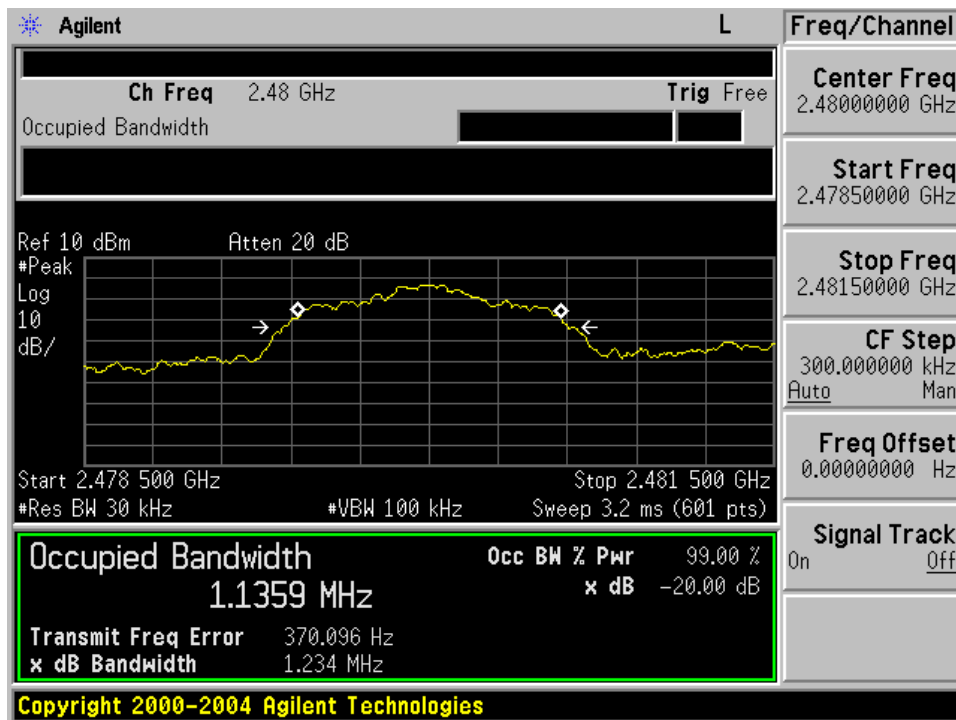 Agilent L Freq/Channel
Ch Freq 2.48 GHz Trig Free
Occupied Bandwidth
Center Freq
2.48000000 GHz
Start Freq
2.47850000 GHz
Stop Freq
2.48150000 GHz
CF Step
300.000000 kHz
Auto Man
Freq Offset
0.00000000 Hz
Signal Track
On Off
Ref 10 dBm Atten 20 dB
#Peak
Log
10
dB/
Start 2.478 500 GHz Stop 2.481 500 GHz
#Res BW 30 kHz #VBW 100 kHz Sweep 3.2 ms (601 pts)
Occupied Bandwidth Occ BW % Pwr 99.00 %
1.1359 MHz x dB -20.00 dB
Transmit Freq Error 370.096 Hz
x dB Bandwidth 1.234 MHz
Copyright 2000-2004 Agilent Technologies